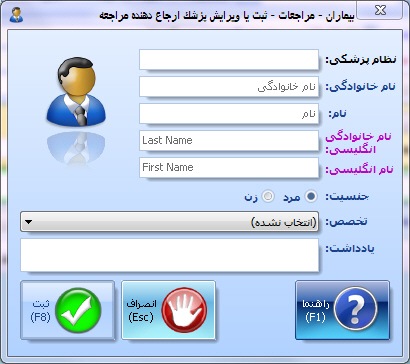 بیماران - مراجعات - ثبت یا ویرایش پزشک ارجاع دهنده مراجعه
نظام پزشکی:
نام خانوادگی:
نام خانوادگی
نام:
نام
نام خانوادگی
انگلیسی:
Last Name
نام انگلیسی:
First Name
جنسیت:
مرد
زن
تخصص:
(انتخاب نشده)
یادداشت:
راهنما
(F1)
انصراف
(Esc)
ثبت
(F8)